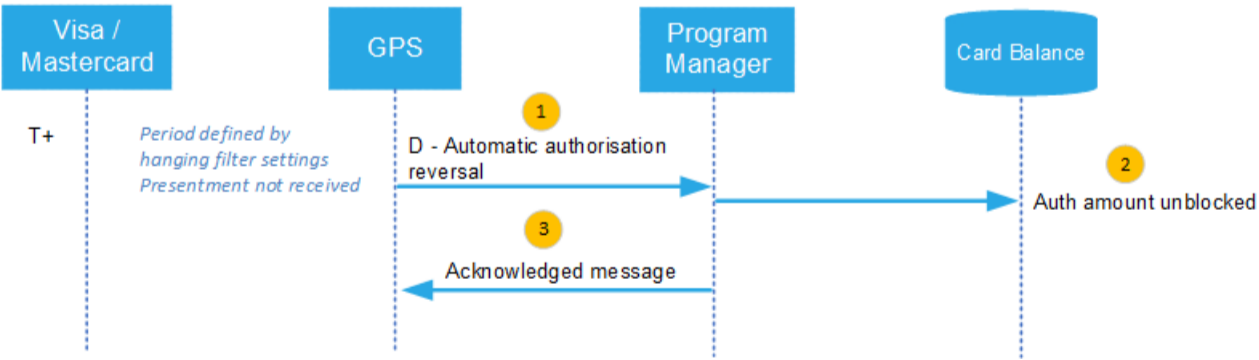 Visa /
Mastercard
GPS
Program
Manager
Card Balance
T+
Period defined by
hanging filter settings
Presentment not received
1
D - Automatic authorisation
reversal
2
Auth amount unblocked
3
Acknowledged message